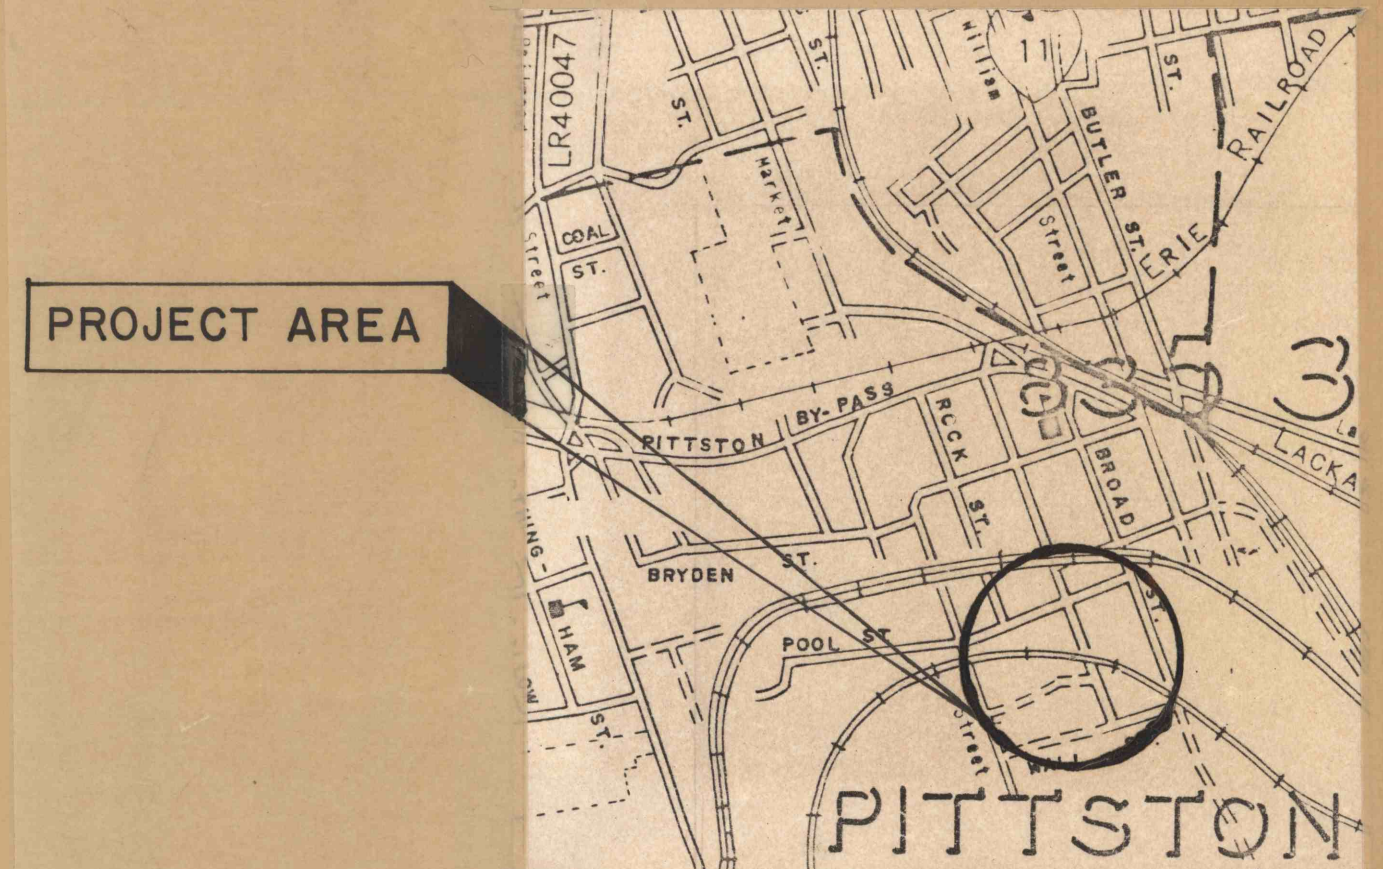 LR40047
ST.
William
11
ST.
RAILROAD
ST.
Market
BUTLER ST.
COAL
ST.
Street
Street
ERIE
PROJECT AREA
PITTSTON BY-PASS
ROCK
ST.
LACKA
BROAD
ST.
BRYDEN ST.
HAM
ST.
POOL ST
Street
PITTSTON